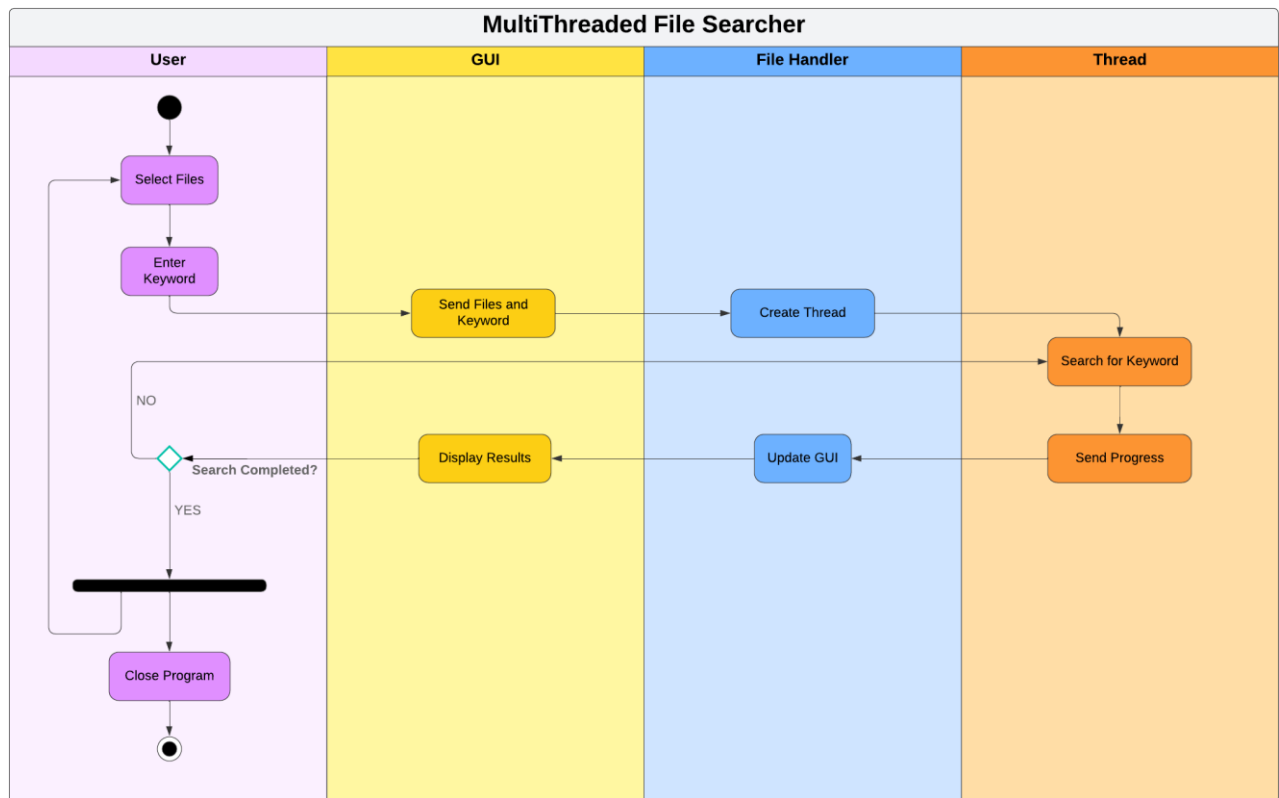 MultiThreaded File Searcher
User
GUI
File Handler
Thread
Select Files
Enter
Keyword
Send Files and
Keyword
Create Thread
Search for Keyword
NO
Search Completed?
Display Results
Update GUI
Send Progress
YES
Close Program